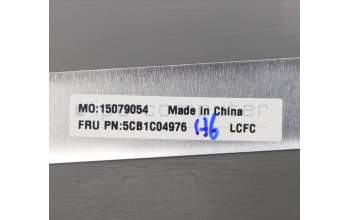 MO:15079054 Made in China
FRU PN:5CB1C04976 LCFC